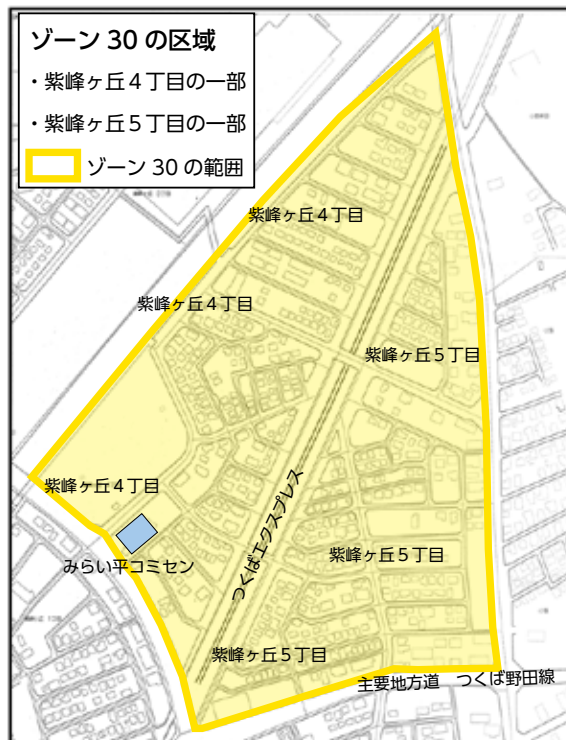 ゾーン 30 の区域
・紫峰ヶ丘４丁目の一部
・紫峰ヶ丘５丁目の一部
ゾーン 30 の範囲
紫峰ヶ丘４丁目
紫峰ヶ丘４丁目
紫峰ヶ丘５丁目
紫峰ヶ丘４丁目
つくばエクスプレス
みらい平コミセン
紫峰ヶ丘５丁目
紫峰ヶ丘５丁目
主要地方道　つくば野田線